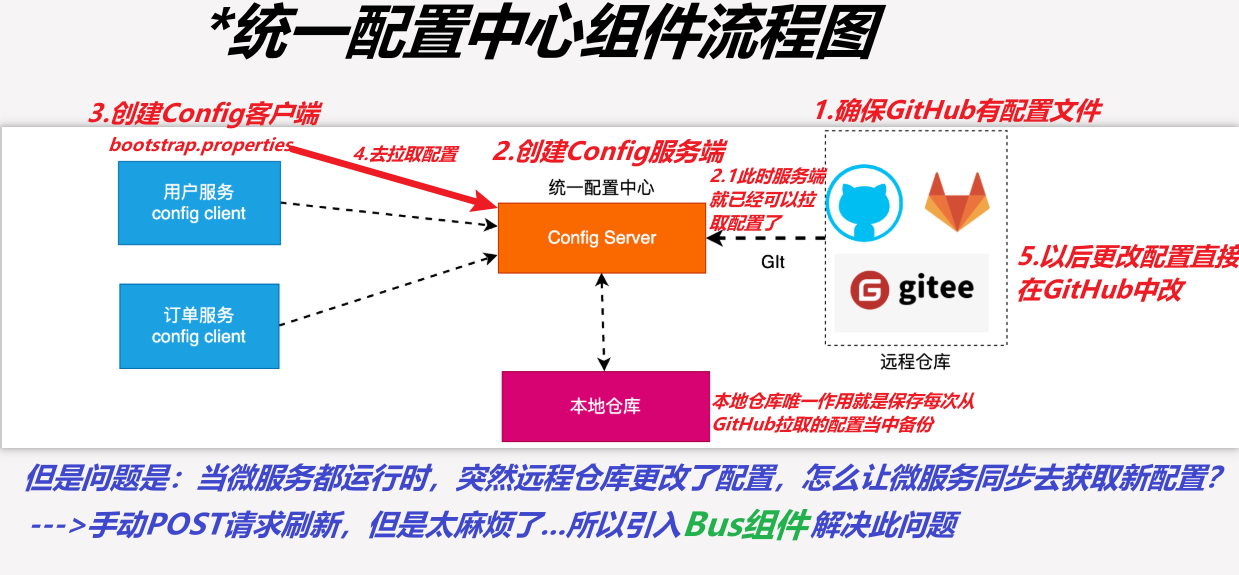 *统一配置中心组件流程图
3.创建Config客户端
bootstrap.properties
4.去拉取配置
2.创建Config服务端
1.确保GitHub有配置文件
用户服务
config client
统一配置中心
Config Server
2.1此时服务端
就已经可以拉
取配置了
GIt
gitee
5.以后更改配置直接
在GitHub中改
订单服务
config client
远程仓库
本地仓库
本地仓库唯一作用就是保存每次从
GitHub拉取的配置当中备份
但是问题是：当微服务都运行时，突然远程仓库更改了配置，怎么让微服务同步去获取新配置？
--->手动POST请求刷新，但是太麻烦了...所以引入Bus组件解决此问题